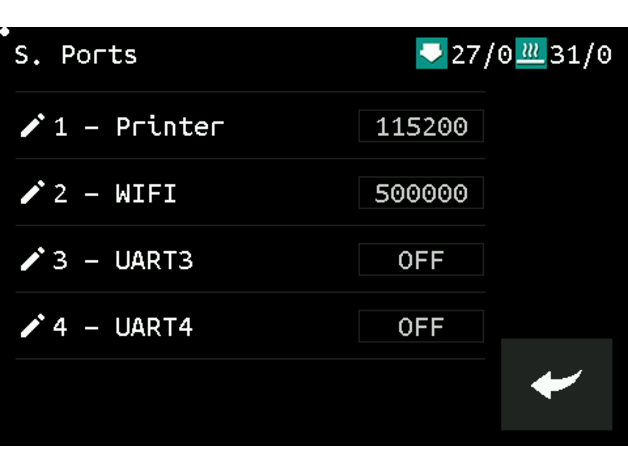 S. Ports 27/0 31/0
1 – Printer 115200
2 – WIFI 500000
3 – UART3 OFF
4 – UART4 OFF